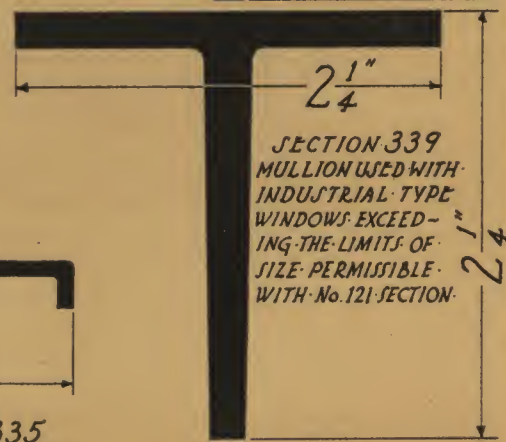 2 1/4"
SECTION 339
MULLION USED WITH
INDUSTRIAL TYPE
WINDOWS EXCEED-
ING THE LIMITS OF
SIZE PERMISSIBLE
WITH No. 121 SECTION
2 1/4"
335